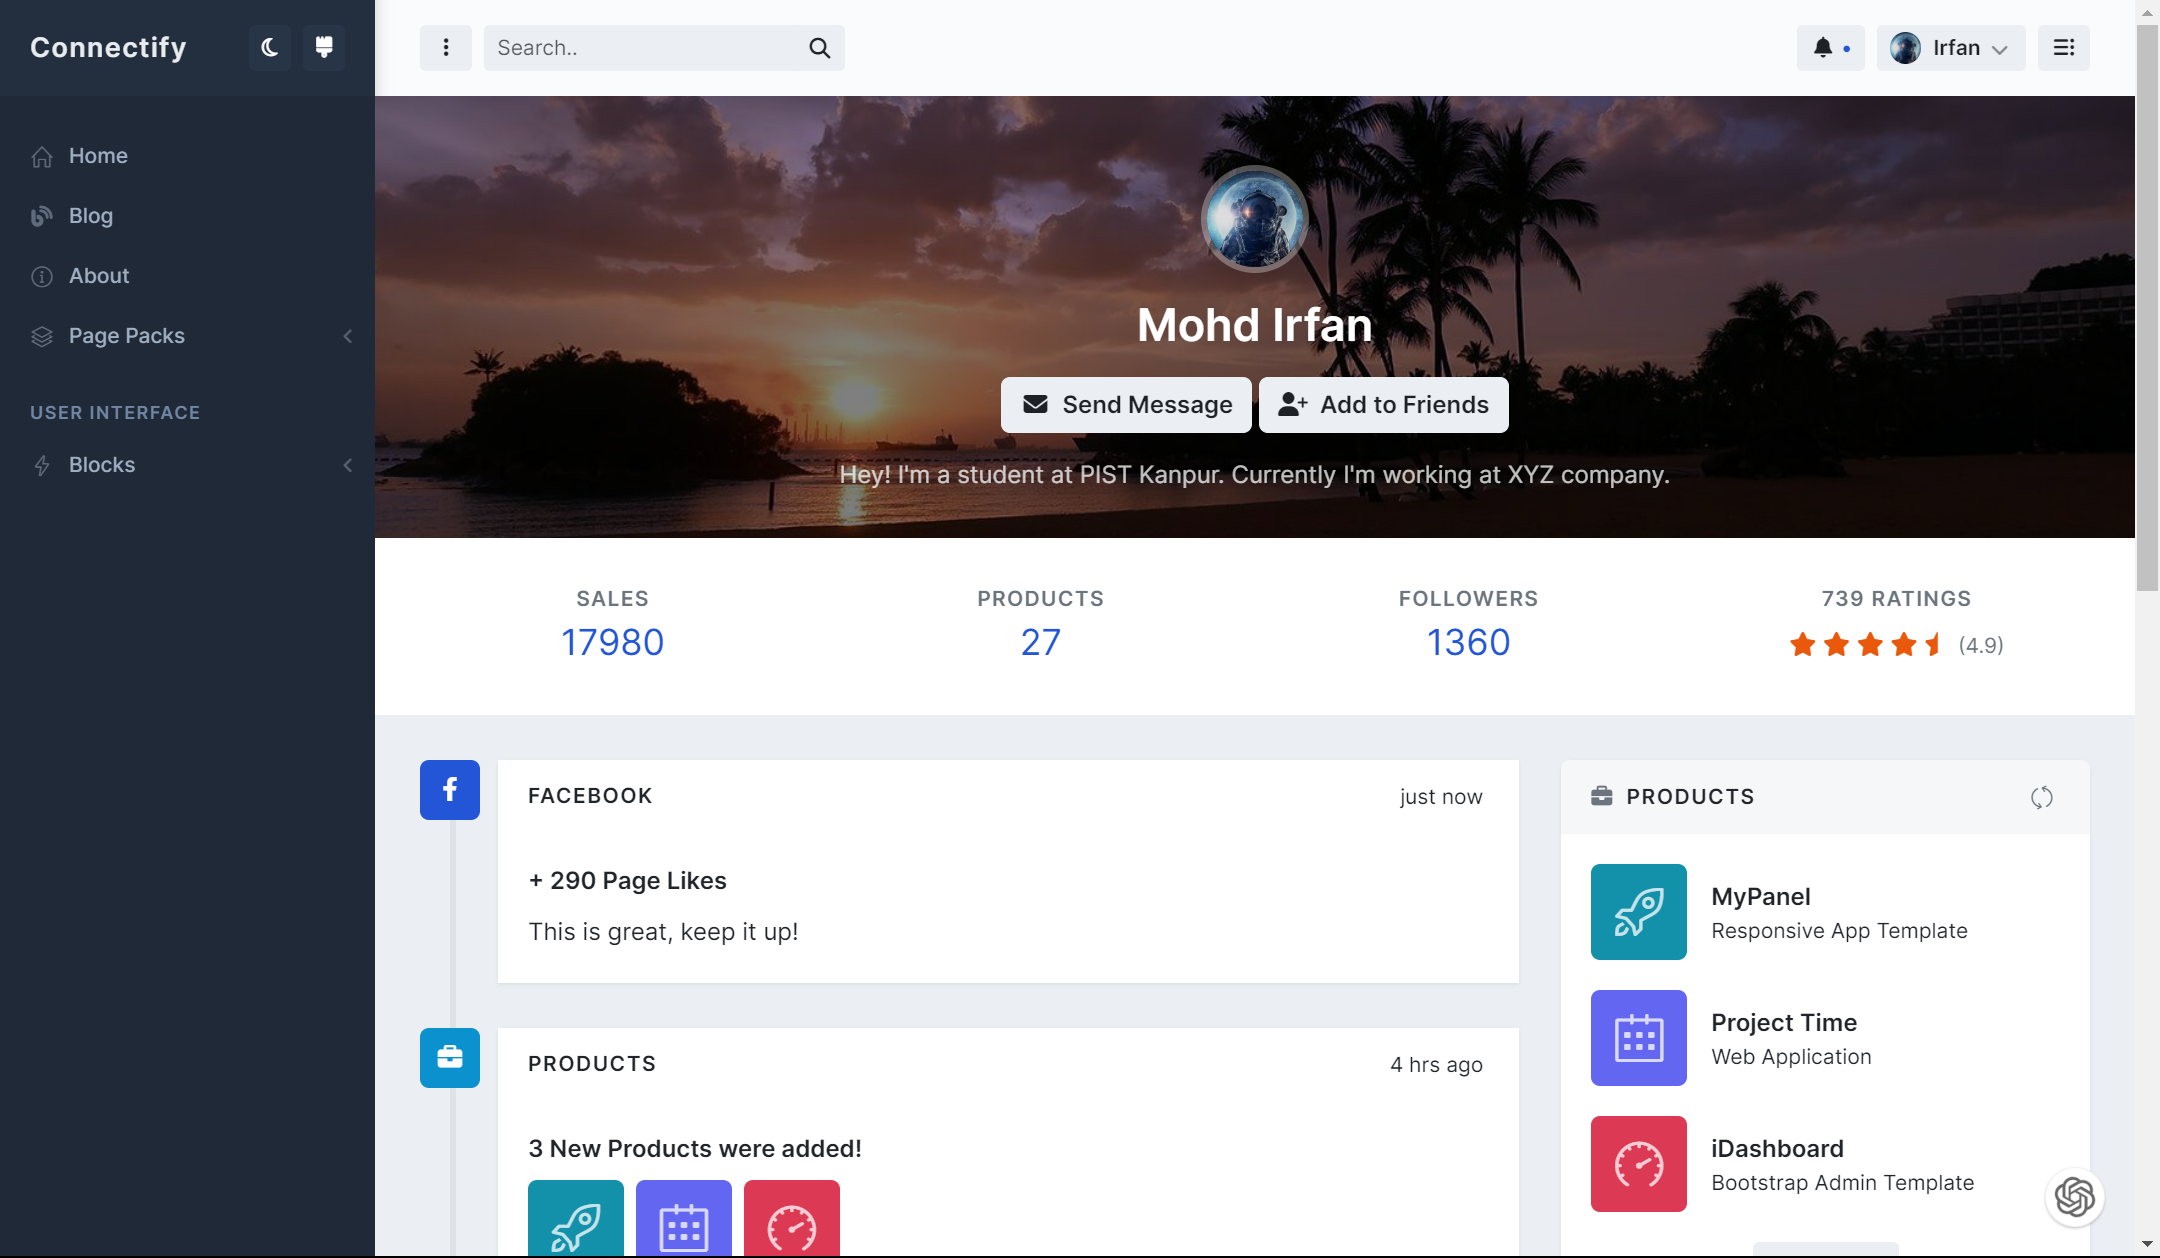 Connectify
Search..
Irfan
Home
Blog
About
Page Packs
USER INTERFACE
Blocks
Mohd Irfan
Send Message
Add to Friends
Hey! I'm a student at PIST Kanpur. Currently I'm working at XYZ company.
SALES
17980
PRODUCTS
27
FOLLOWERS
1360
739 RATINGS
(4.9)
FACEBOOK
just now
+ 290 Page Likes
This is great, keep it up!
PRODUCTS
4 hrs ago
3 New Products were added!
PRODUCTS
MyPanel
Responsive App Template
Project Time
Web Application
iDashboard
Bootstrap Admin Template